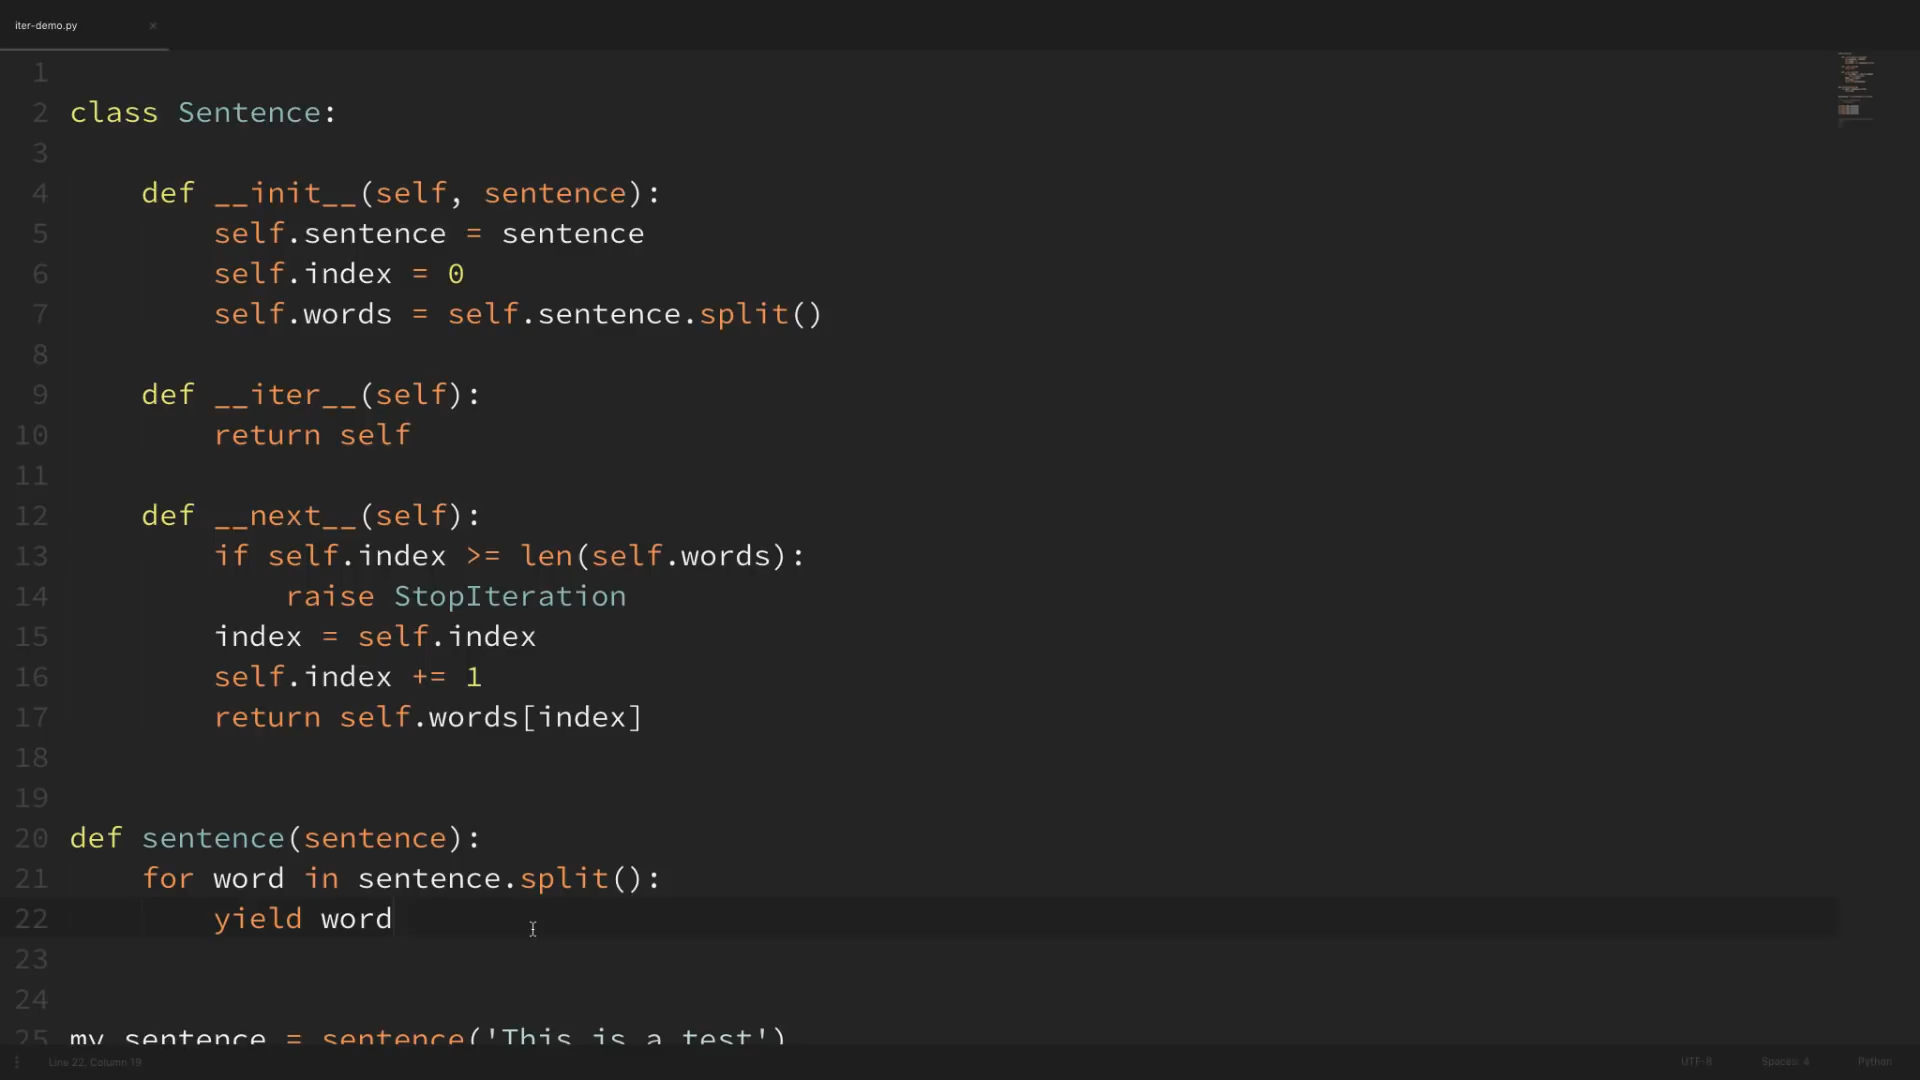 iter-demo.py ×
1
2 class Sentence:
3
4     def __init__(self, sentence):
5         self.sentence = sentence
6         self.index = 0
7         self.words = self.sentence.split()
8
9     def __iter__(self):
10         return self
11
12     def __next__(self):
13         if self.index >= len(self.words):
14             raise StopIteration
15         index = self.index
16         self.index += 1
17         return self.words[index]
18
19
20 def sentence(sentence):
21     for word in sentence.split():
22         yield word
23
24
25 my_sentence = sentence('This is a test')
Line 22, Column 19 UTF-8 Spaces: 4 Python